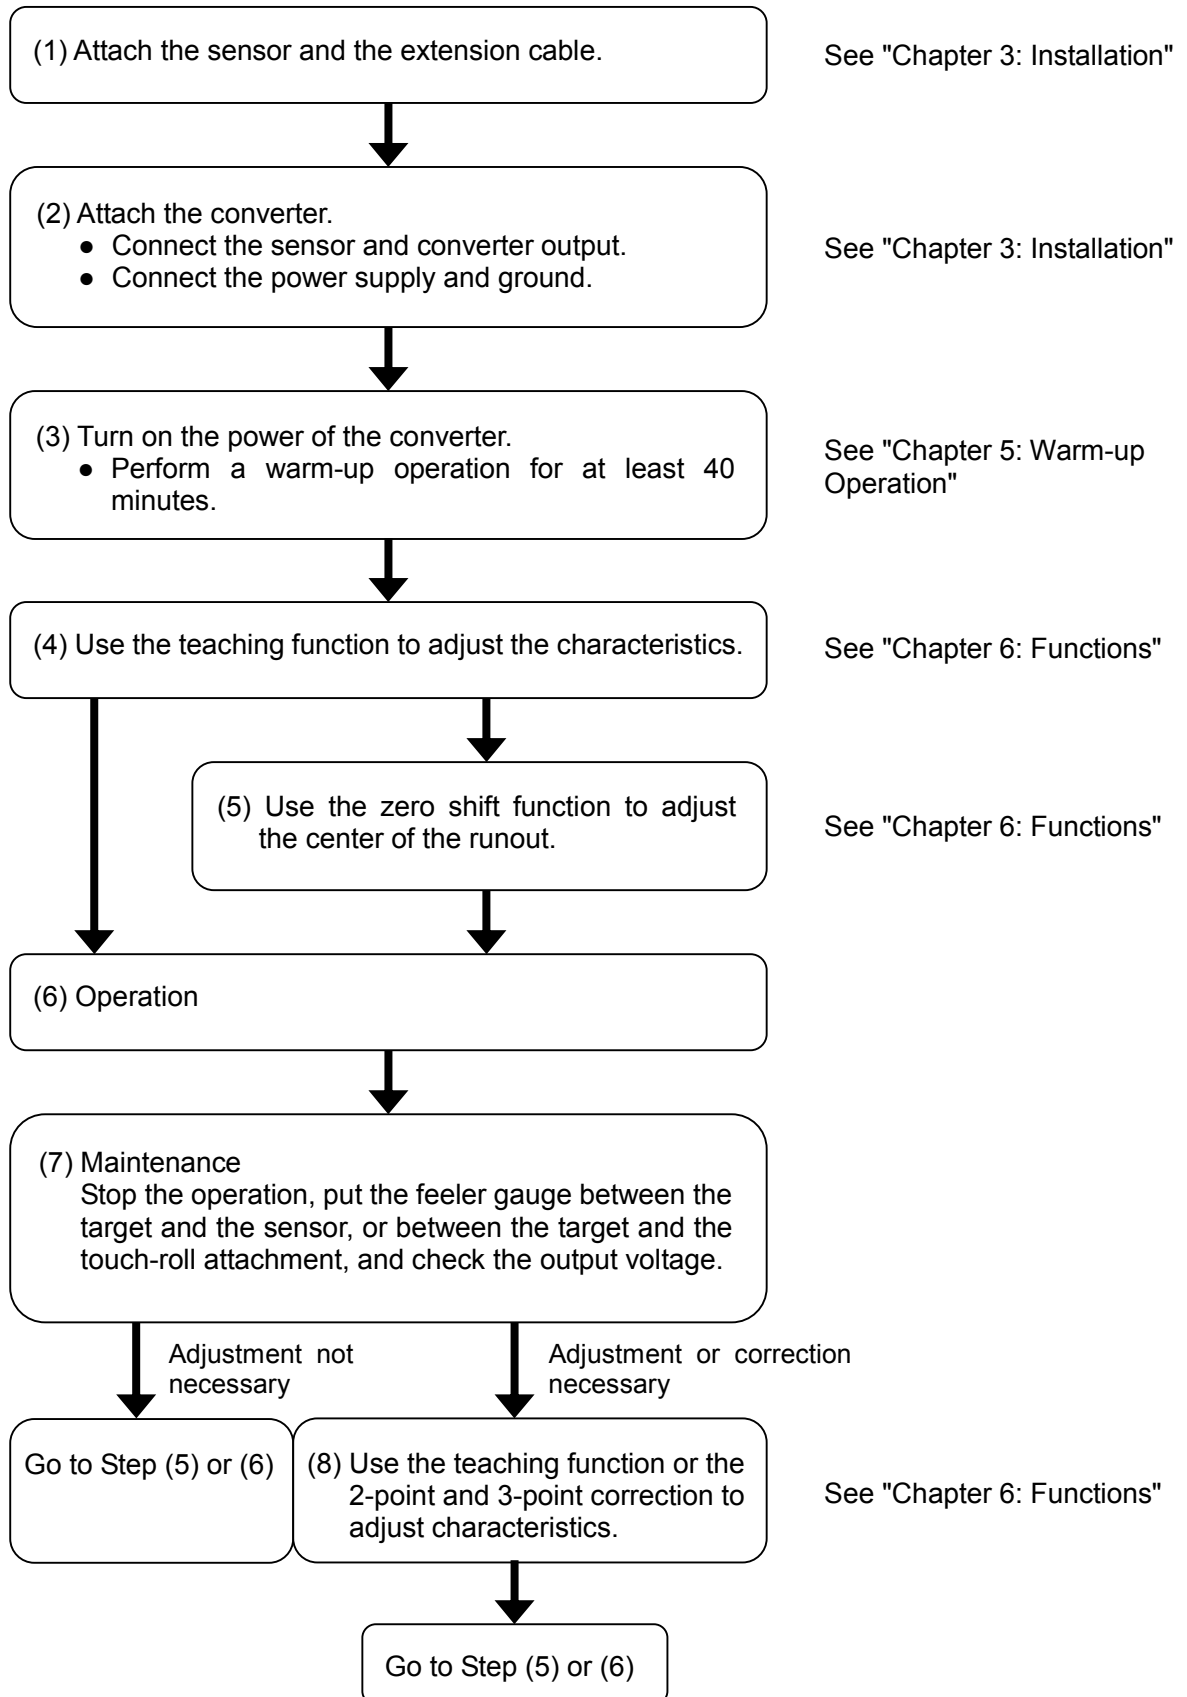 (1) Attach the sensor and the extension cable.
See "Chapter 3: Installation"
(2) Attach the converter.
● Connect the sensor and converter output.
● Connect the power supply and ground.
See "Chapter 3: Installation"
(3) Turn on the power of the converter.
● Perform a warm-up operation for at least 40
minutes.
See "Chapter 5: Warm-up
Operation"
(4) Use the teaching function to adjust the characteristics.
See "Chapter 6: Functions"
(5) Use the zero shift function to adjust
the center of the runout.
See "Chapter 6: Functions"
(6) Operation
(7) Maintenance
Stop the operation, put the feeler gauge between the
target and the sensor, or between the target and the
touch-roll attachment, and check the output voltage.
Adjustment not
necessary
Adjustment or correction
necessary
Go to Step (5) or (6)
(8) Use the teaching function or the
2-point and 3-point correction to
adjust characteristics.
See "Chapter 6: Functions"
Go to Step (5) or (6)